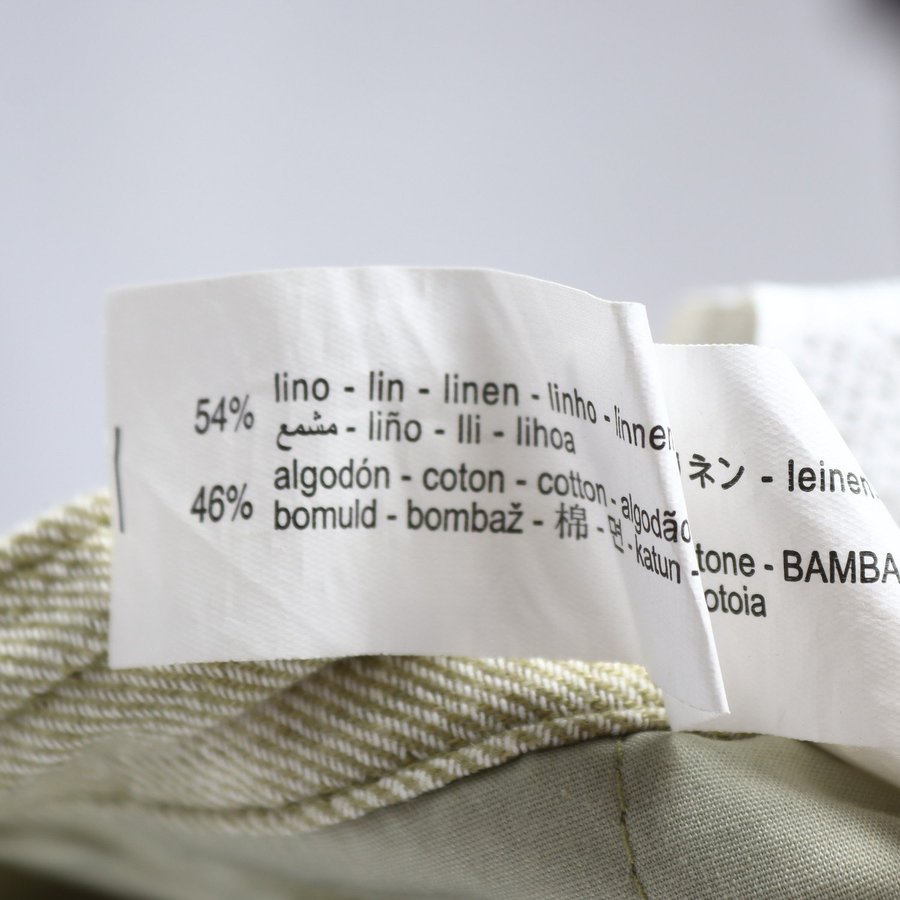 54% lino - lin - linen - linho - linnen
リネン - leinen
مشمع - liño - lli - lihoa
46% algodón - coton - cotton - algodão
tone - BAMBA
bomuld - bombaž - 棉 - 면 - katun -
otoia